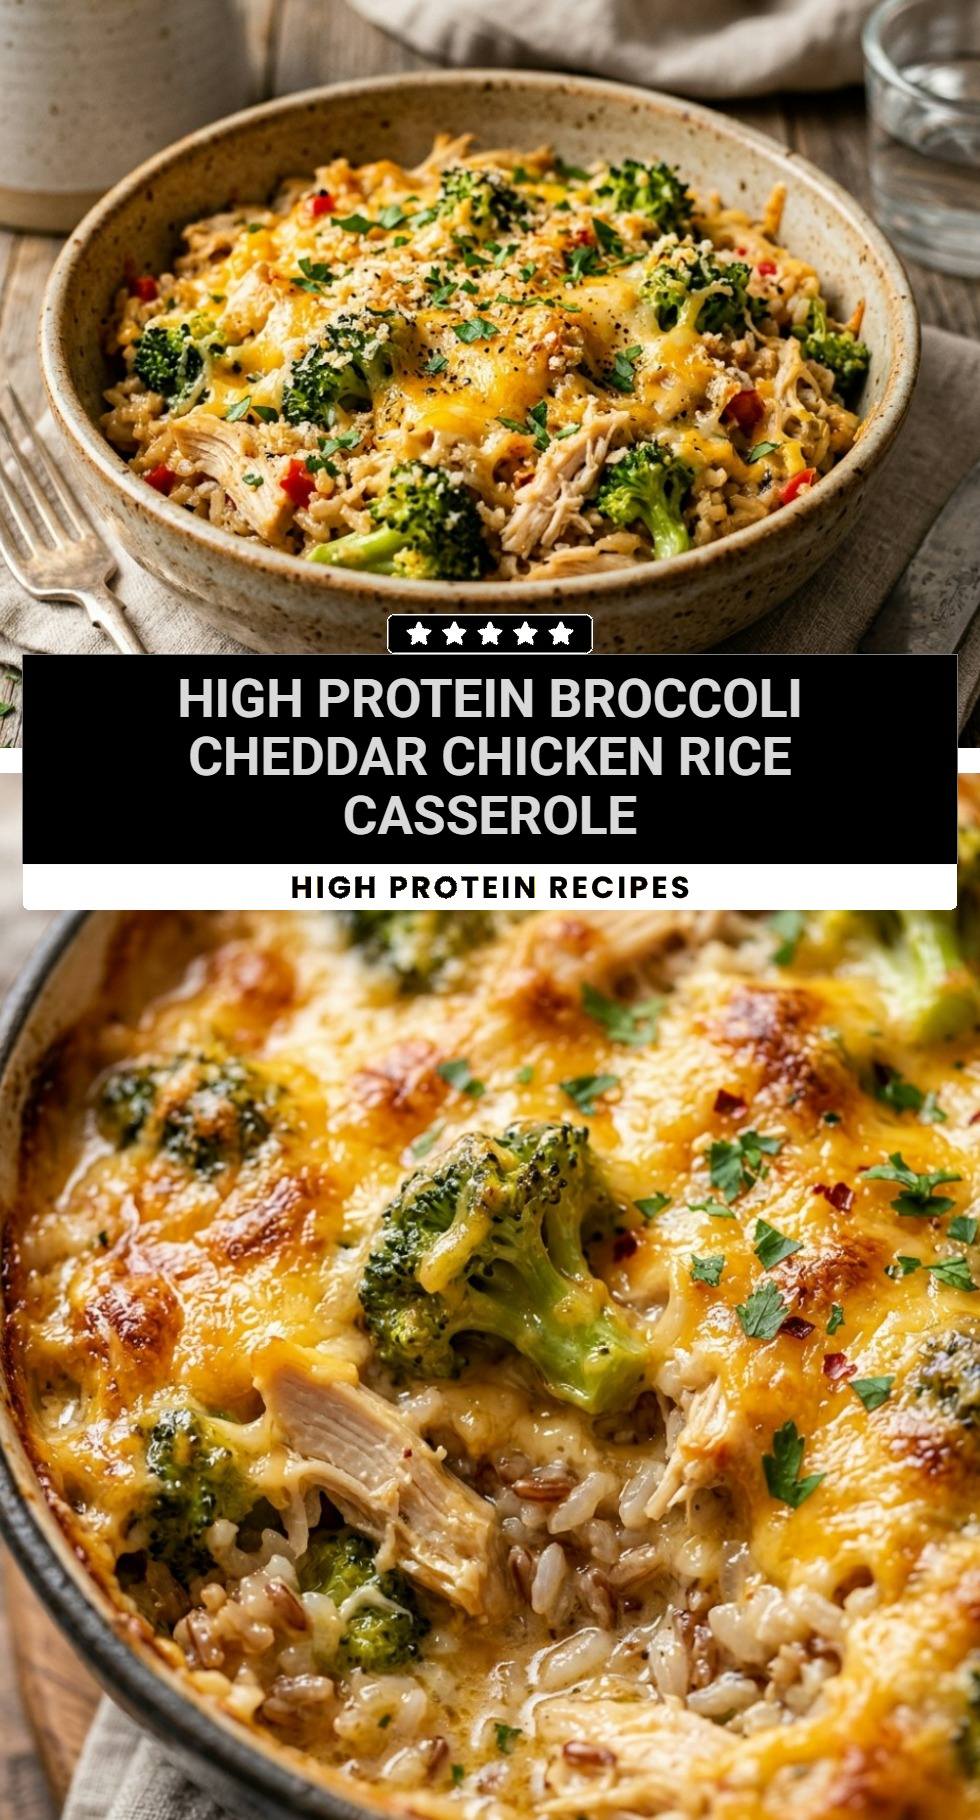 HIGH PROTEIN BROCCOLI
CHEDDAR CHICKEN RICE
CASSEROLE
HIGH PROTEIN RECIPES